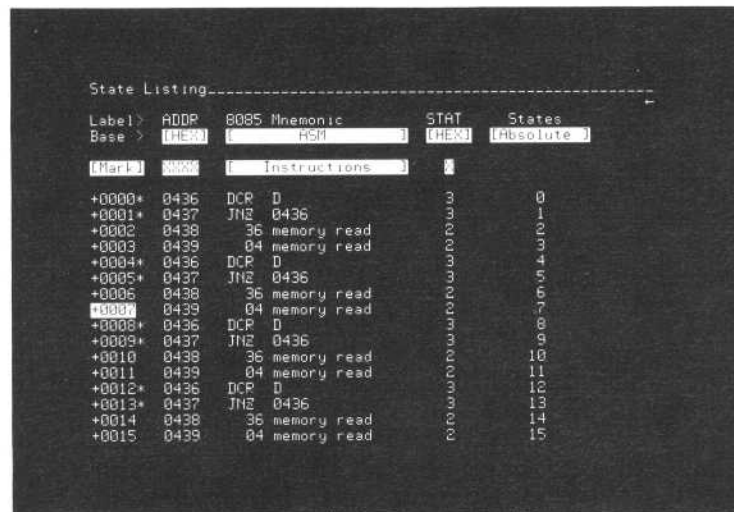 State Listing
←
Label> ADDR 8085 Mnemonic STAT States
Base > [HEX] [ ASM ] [HEX] [Absolute ]
[Mark] XXXX [ Instructions ] X
+0000* 0436 DCR D 3 0
+0001* 0437 JNZ 0436 3 1
+0002 0438 36 memory read 2 2
+0003 0439 04 memory read 2 3
+0004* 0436 DCR D 3 4
+0005* 0437 JNZ 0436 3 5
+0006 0438 36 memory read 2 6
+0007 0439 04 memory read 2 7
+0008* 0436 DCR D 3 8
+0009* 0437 JNZ 0436 3 9
+0010 0438 36 memory read 2 10
+0011 0439 04 memory read 2 11
+0012* 0436 DCR D 3 12
+0013* 0437 JNZ 0436 3 13
+0014 0438 36 memory read 2 14
+0015 0439 04 memory read 2 15